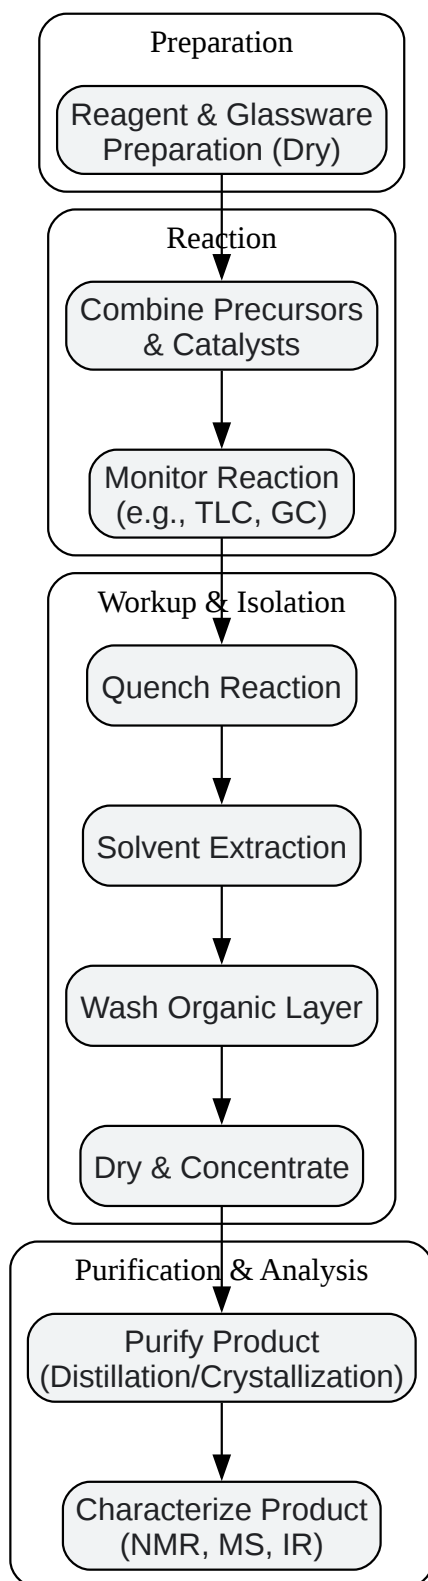 Preparation
Reagent & Glassware
Preparation (Dry)
Reaction
Combine Precursors
& Catalysts
Monitor Reaction
(e.g., TLC, GC)
Workup & Isolation
Quench Reaction
Solvent Extraction
Wash Organic Layer
Dry & Concentrate
Purification & Analysis
Purify Product
(Distillation/Crystallization)
Characterize Product
(NMR, MS, IR)